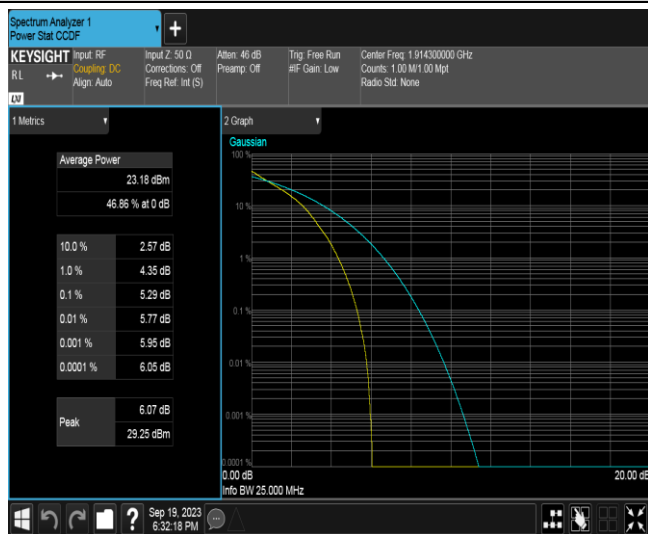 Spectrum Analyzer 1
Power Stat CCDF
+
KEYSIGHT
RL
Input: RF
Coupling: DC
Align: Auto
Input Z: 50 Ω
Corrections: Off
Freq Ref: Int (S)
Atten: 46 dB
Preamp: Off
Trig: Free Run
#IF Gain: Low
Center Freq: 1.914300000 GHz
Counts: 1.00 M/1.00 Mpt
Radio Std: None
LXI
1 Metrics
Average Power
23.18 dBm
46.86 % at 0 dB
10.0 % 2.57 dB
1.0 % 4.35 dB
0.1 % 5.29 dB
0.01 % 5.77 dB
0.001 % 5.95 dB
0.0001 % 6.05 dB
Peak
6.07 dB
29.25 dBm
2 Graph
Gaussian
100 %
10 %
1 %
0.1 %
0.01 %
0.001 %
0.0001 %
0.00 dB 20.00 dB
Info BW 25.000 MHz
?
Sep 19, 2023
6:32:18 PM